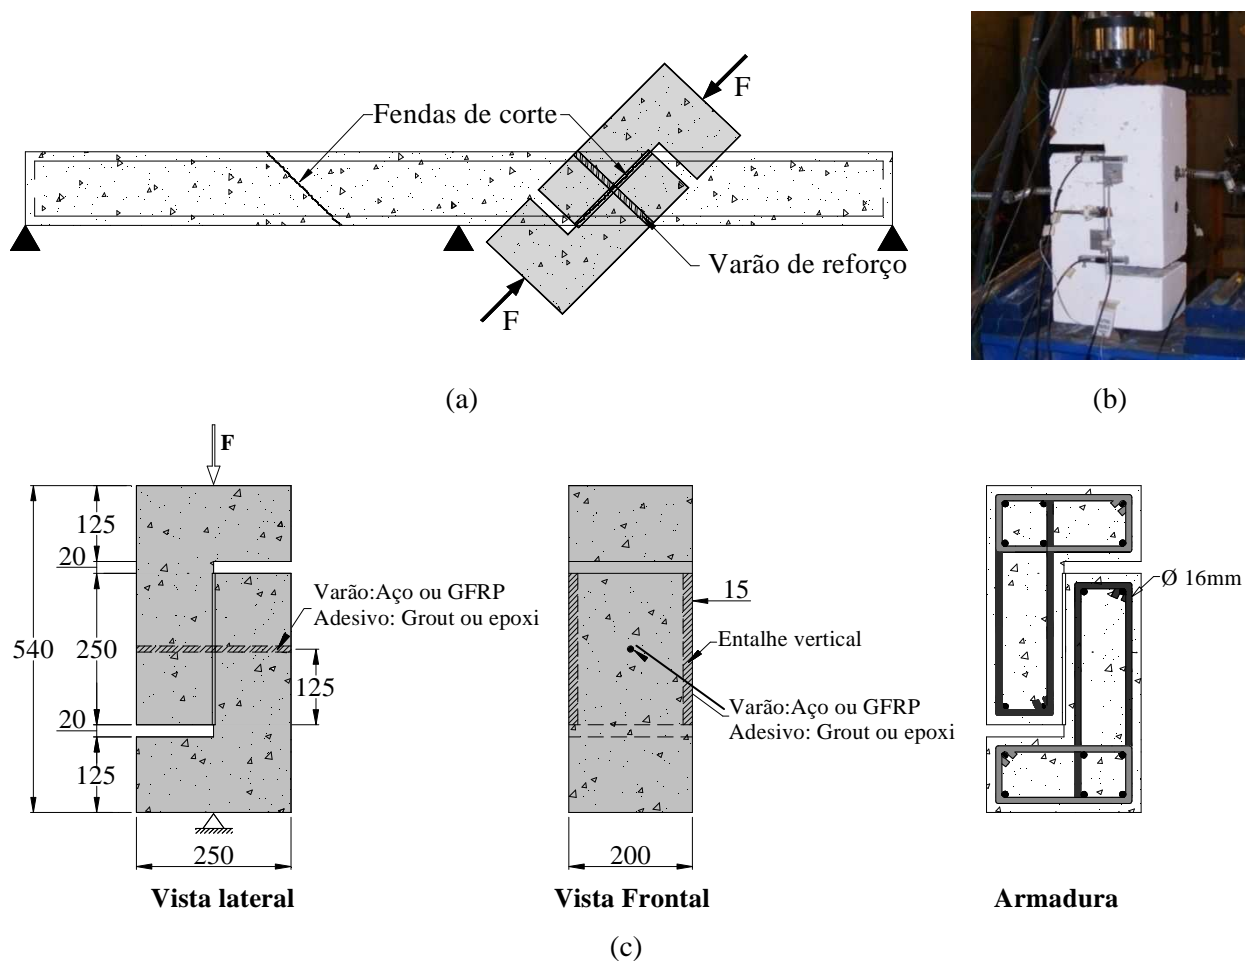 (a)
Fendas de corte
F
Varão de reforço
F
(b)
F
125
20
250
540
20
125
125
Varão:Aço ou GFRP
Adesivo: Grout ou epoxi
250
Vista lateral
15
Entalhe vertical
Varão:Aço ou GFRP
Adesivo: Grout ou epoxi
200
Vista Frontal
Ø 16mm
Armadura
(c)